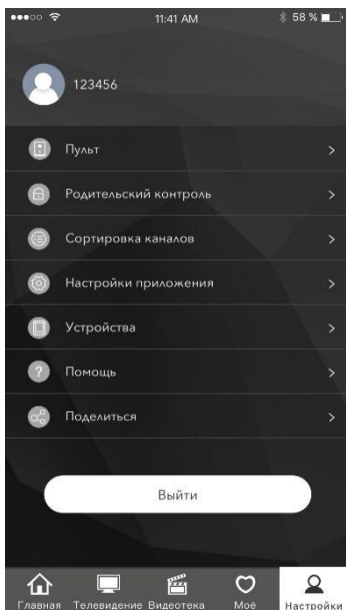 11:41 AM 58 %
123456
Пульт
Родительский контроль
Сортировка каналов
Настройки приложения
Устройства
Помощь
Поделиться
Выйти
Главная Телевидение Видеотека Моё Настройки